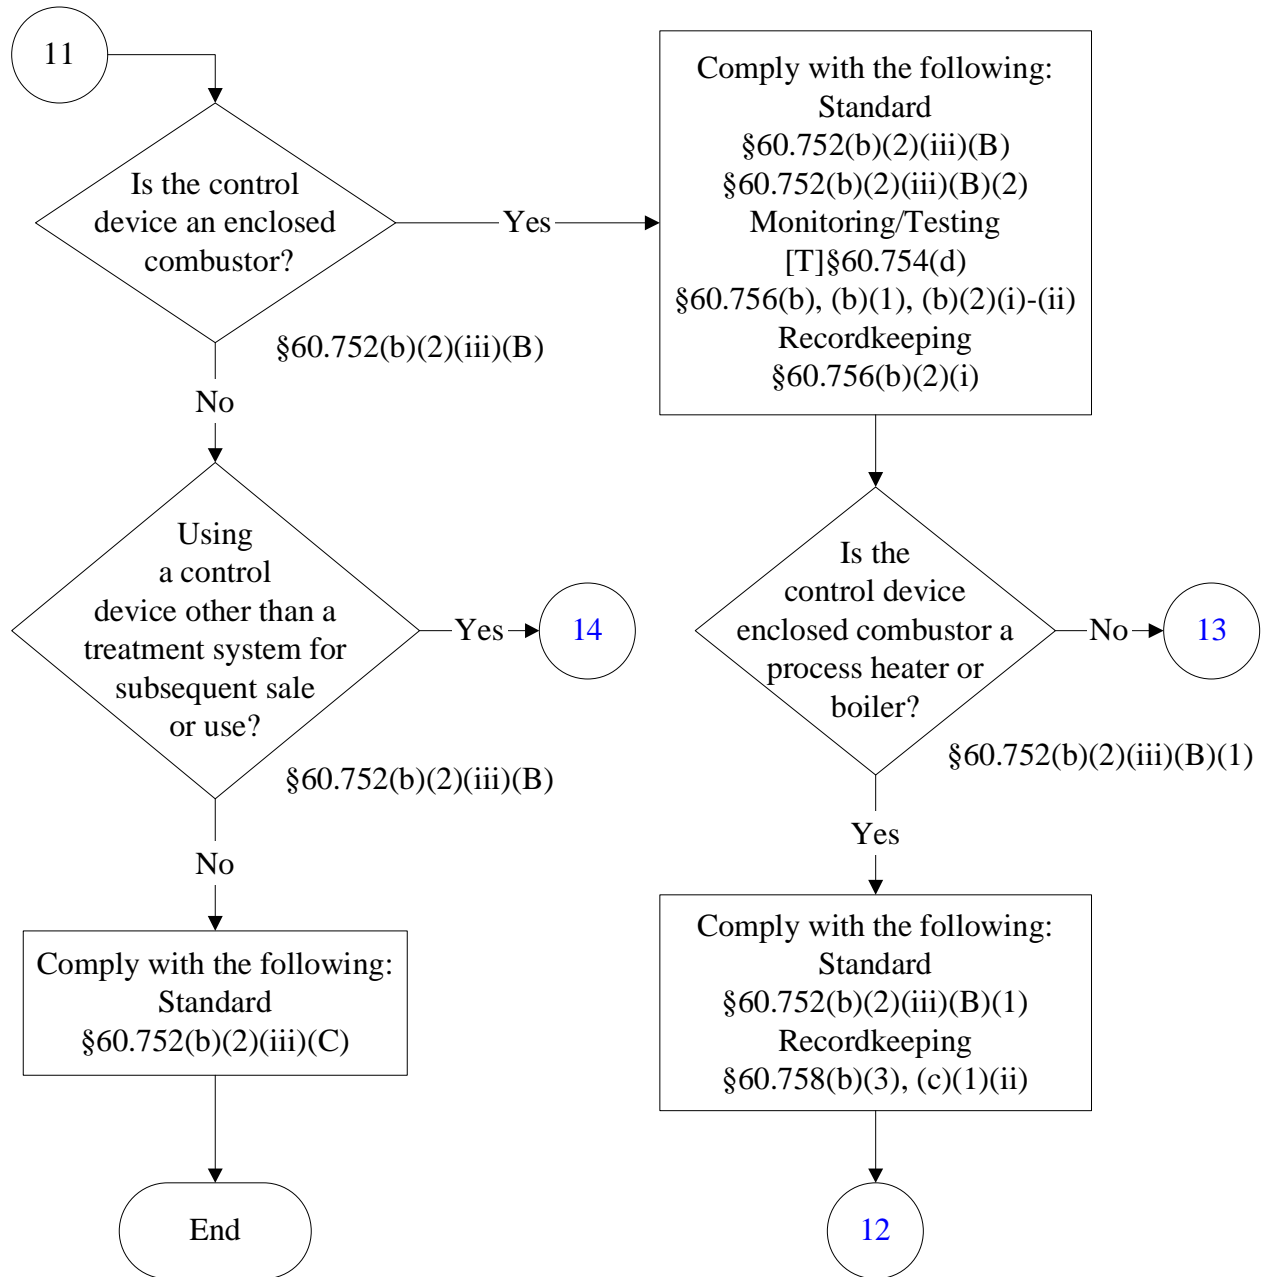 11
Is the control
device an enclosed
combustor?
Yes
§60.752(b)(2)(iii)(B)
No
Comply with the following:
Standard
§60.752(b)(2)(iii)(B)
§60.752(b)(2)(iii)(B)(2)
Monitoring/Testing
[T]§60.754(d)
§60.756(b), (b)(1), (b)(2)(i)-(ii)
Recordkeeping
§60.756(b)(2)(i)
Using
a control
device other than a
treatment system for
subsequent sale
or use?
Yes
14
§60.752(b)(2)(iii)(B)
No
Is the
control device
enclosed combustor a
process heater or
boiler?
No
13
§60.752(b)(2)(iii)(B)(1)
Yes
Comply with the following:
Standard
§60.752(b)(2)(iii)(C)
End
Comply with the following:
Standard
§60.752(b)(2)(iii)(B)(1)
Recordkeeping
§60.758(b)(3), (c)(1)(ii)
12